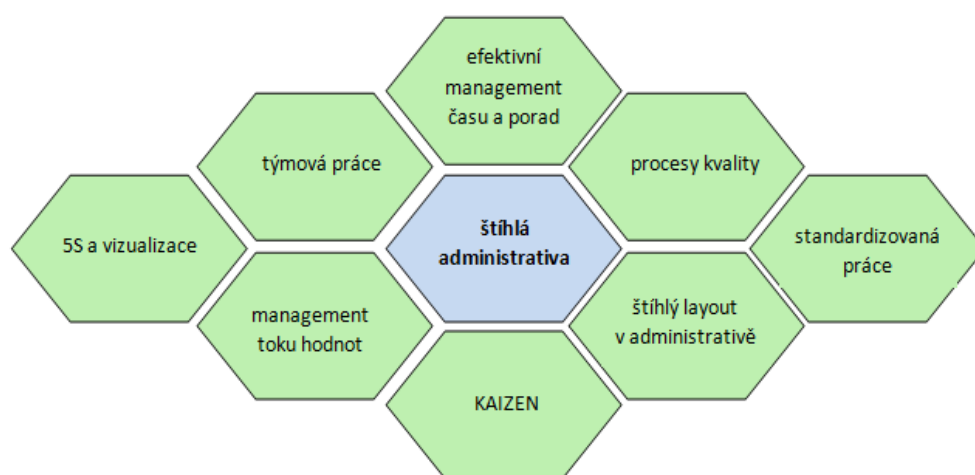 efektivní
management
času a porad
týmová práce
procesy kvality
5S a vizualizace
štíhlá
administrativa
standardizovaná
práce
management
toku hodnot
štíhlý layout
v administrativě
KAIZEN